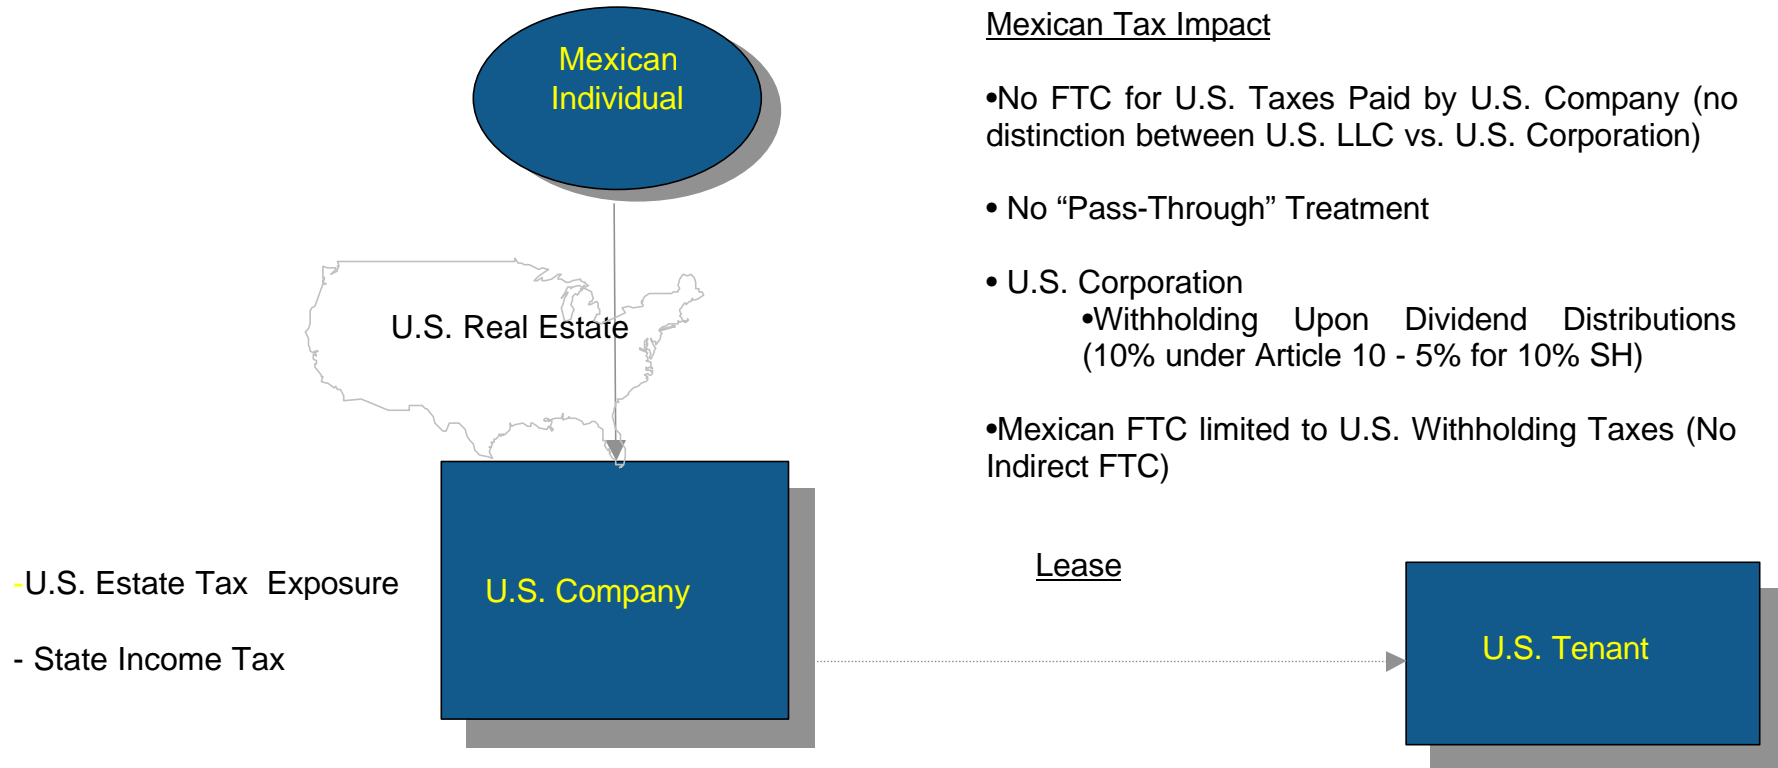 Mexican
Individual
Mexican Tax Impact
•No FTC for U.S. Taxes Paid by U.S. Company (no
distinction between U.S. LLC vs. U.S. Corporation)
• No “Pass-Through” Treatment
• U.S. Corporation
•Withholding Upon Dividend Distributions
(10% under Article 10 - 5% for 10% SH)
•Mexican FTC limited to U.S. Withholding Taxes (No
Indirect FTC)
U.S. Real Estate
-U.S. Estate Tax Exposure
- State Income Tax
U.S. Company
Lease
U.S. Tenant